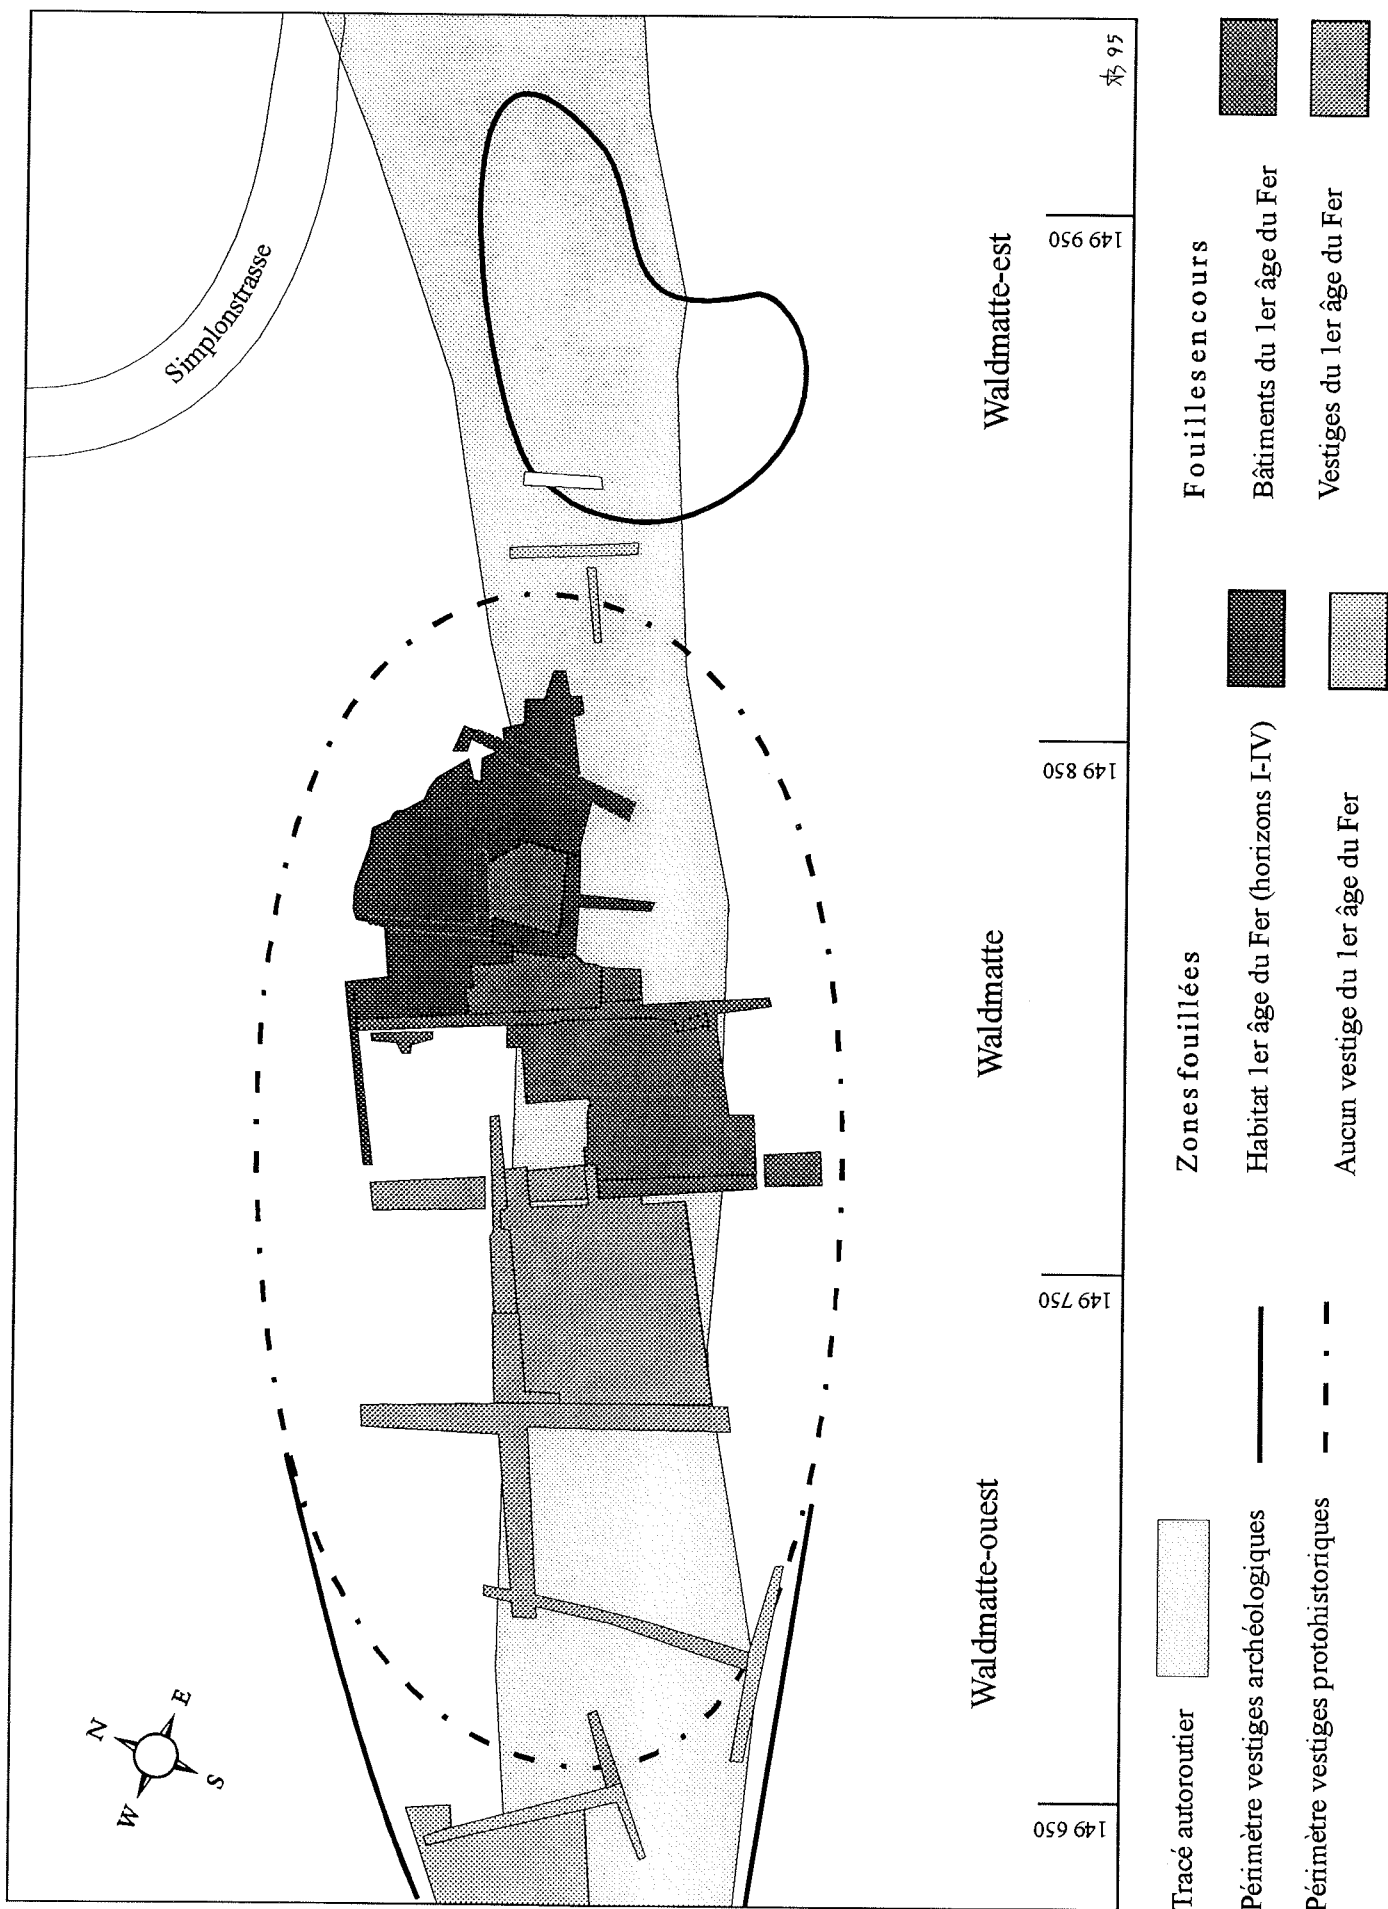 Simplonstrasse
N
E
S
W
95
Waldmatte-ouest
Waldmatte
Waldmatte-est
149 650
149 750
149 850
149 950
Tracé autoroutier
Périmètre vestiges archéologiques
Périmètre vestiges protohistoriques
Zones fouillées
Habitat 1er âge du Fer (horizons I-IV)
Aucun vestige du 1er âge du Fer
Fouilles en cours
Bâtiments du 1er âge du Fer
Vestiges du 1er âge du Fer